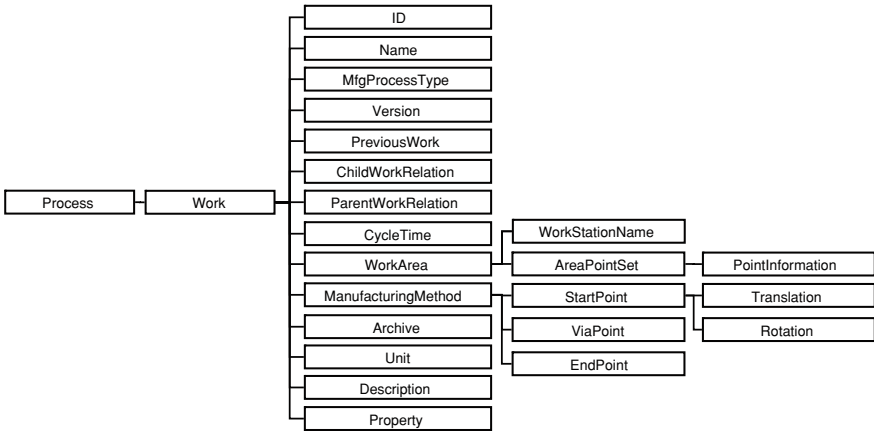 ID
Name
MfgProcessType
Version
PreviousWork
ChildWorkRelation
Process
Work
ParentWorkRelation
CycleTime
WorkStationName
WorkArea
AreaPointSet
PointInformation
ManufacturingMethod
StartPoint
Translation
Archive
ViaPoint
Rotation
Unit
EndPoint
Description
Property